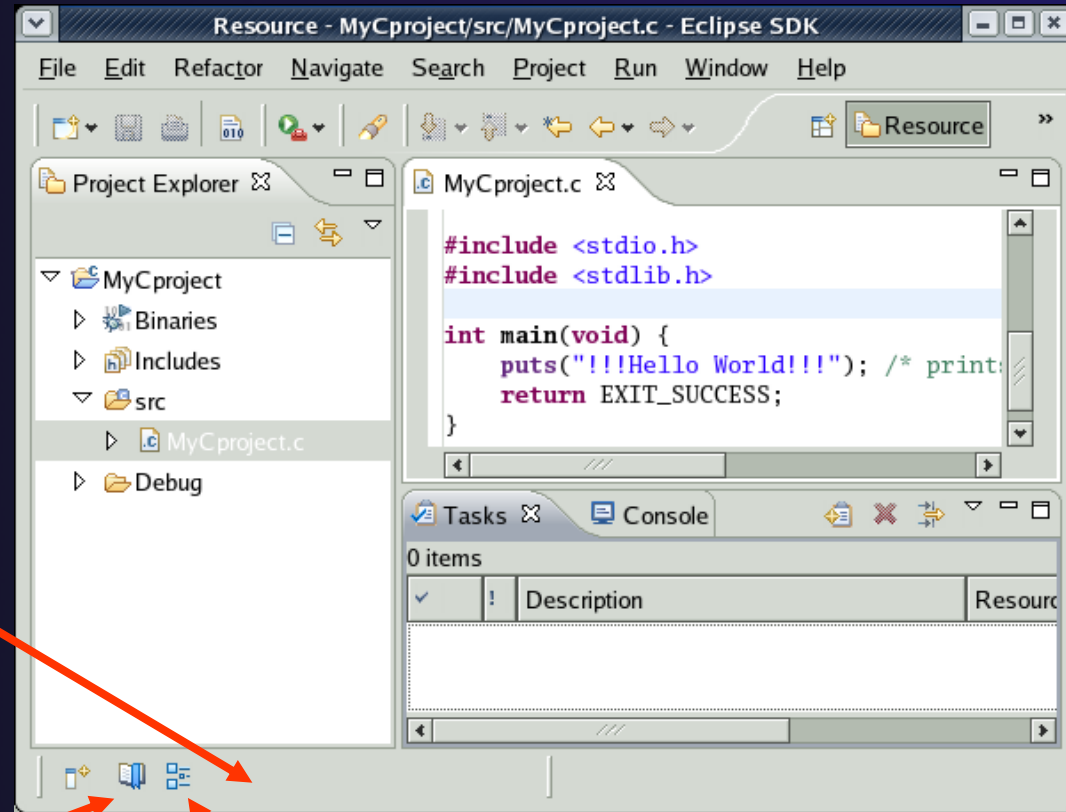 Resource - MyCproject/src/MyCproject.c - Eclipse SDK
File Edit Refactor Navigate Search Project Run Window Help
010
Resource »
Project Explorer
MyCproject
Binaries
Includes
src
MyCproject.c
Debug
MyCproject.c
#include <stdio.h>
#include <stdlib.h>
int main(void) {
puts("!!!Hello World!!!"); /* prints
return EXIT_SUCCESS;
}
Tasks Console
0 items
! Description Resourc